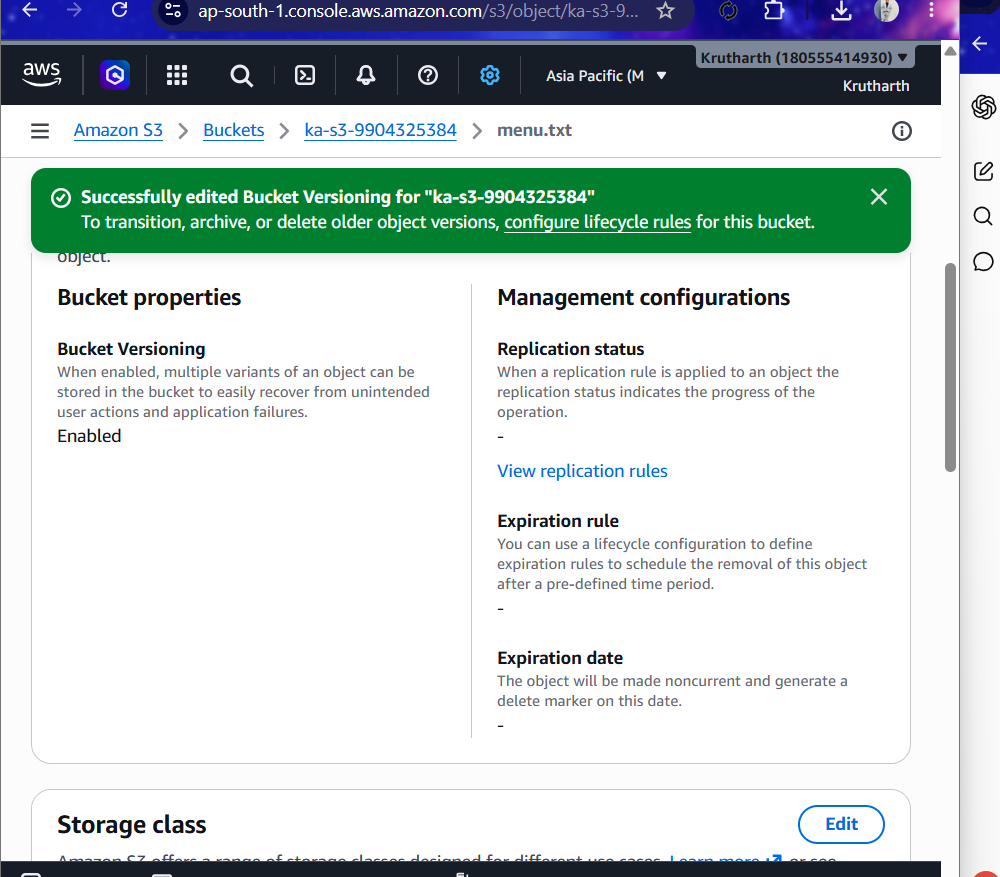 ap-south-1.console.aws.amazon.com/s3/object/ka-s3-9...
aws
Asia Pacific (M
Krutharth (180555414930)
Krutharth
Amazon S3
Buckets
ka-s3-9904325384
menu.txt
Successfully edited Bucket Versioning for "ka-s3-9904325384"
To transition, archive, or delete older object versions, configure lifecycle rules for this bucket.
object.
Bucket properties
Bucket Versioning
When enabled, multiple variants of an object can be
stored in the bucket to easily recover from unintended
user actions and application failures.
Enabled
Management configurations
Replication status
When a replication rule is applied to an object the
replication status indicates the progress of the
operation.
-
View replication rules
Expiration rule
You can use a lifecycle configuration to define
expiration rules to schedule the removal of this object
after a pre-defined time period.
-
Expiration date
The object will be made noncurrent and generate a
delete marker on this date.
-
Storage class
Edit
Amazon S3 offers a range of storage classes designed for different use cases. Learn more or see